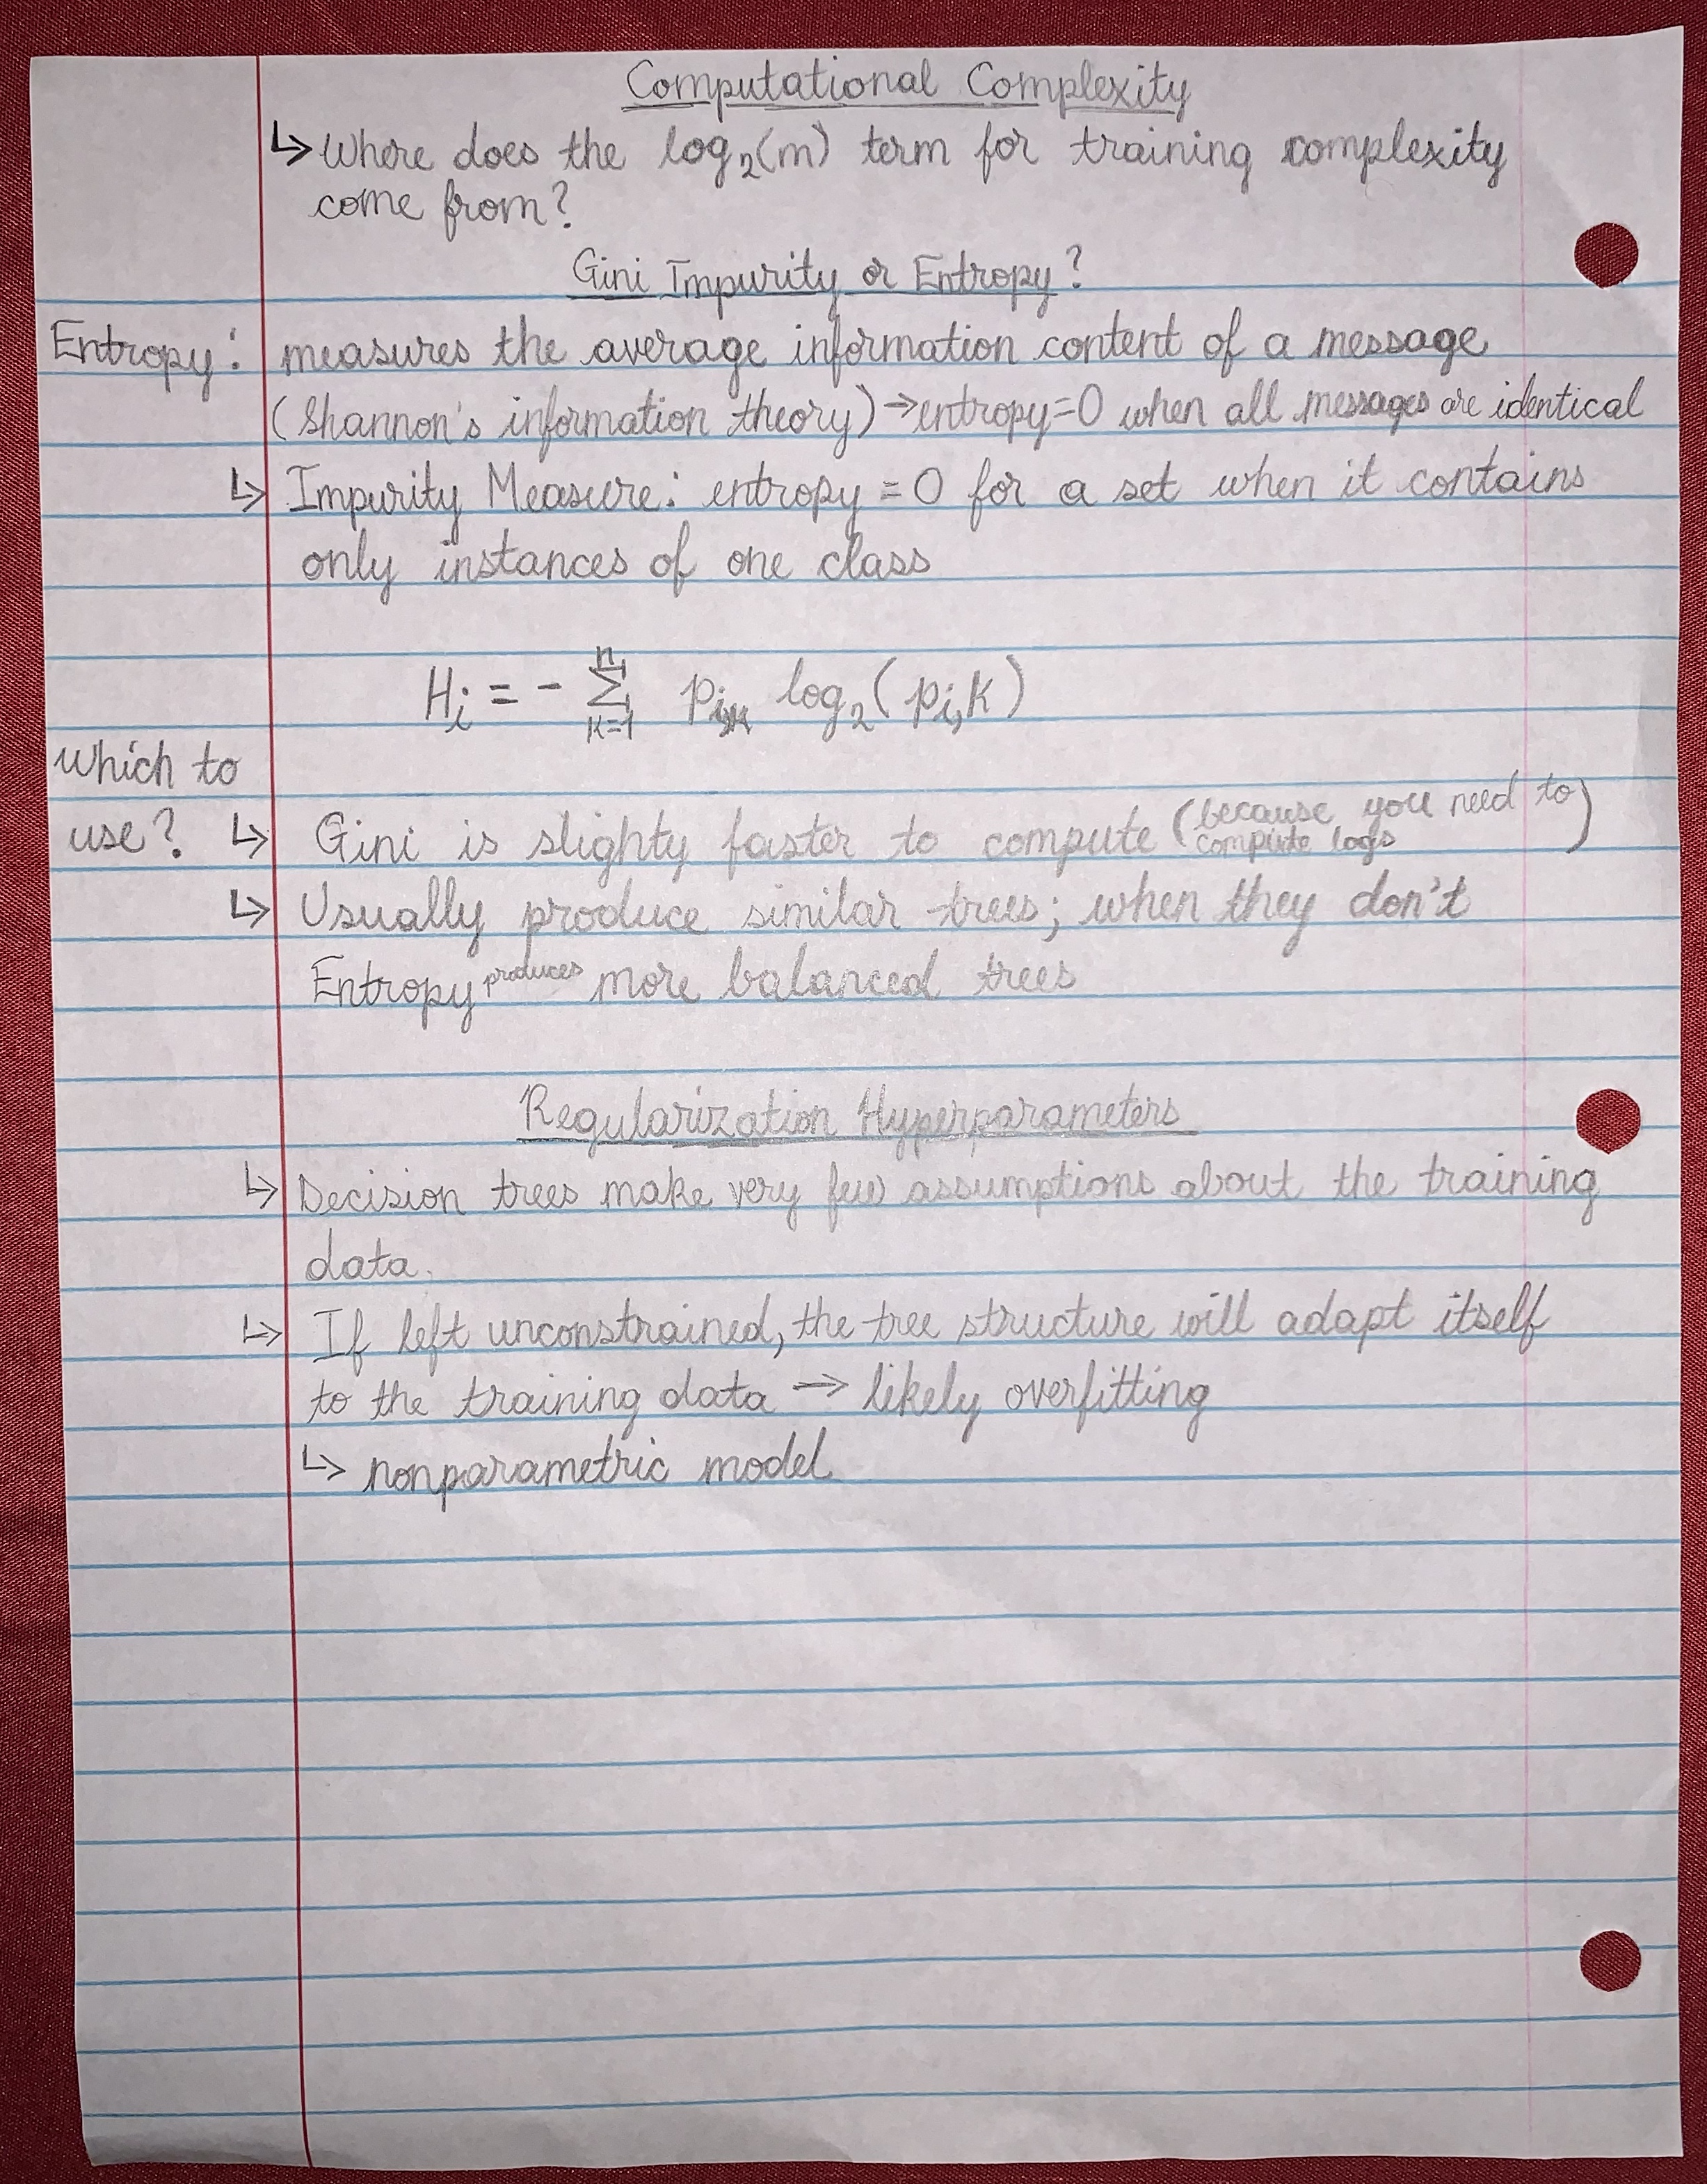 Computational Complexity
↳ Where does the log₂(m) term for training complexity
come from?
Gini Impurity or Entropy?
Entropy: measures the average information content of a message
(Shannon's information theory) → entropy=0 when all messages are identical
↳ Impurity Measure: entropy = 0 for a set when it contains
only instances of one class
Hᵢ = - Σ_{k=1}^{n} p_{i,k} log₂(p_{i,k})
Which to
use? ↳ Gini is slighty faster to compute (because you need to
compute logs)
↳ Usually produce similar trees; when they don't
Entropy produces more balanced trees
Regularization Hyperparameters
↳ Decision trees make very few assumptions about the training
data.
↳ If left unconstrained, the tree structure will adapt itself
to the training data → likely overfitting
↳ nonparametric model